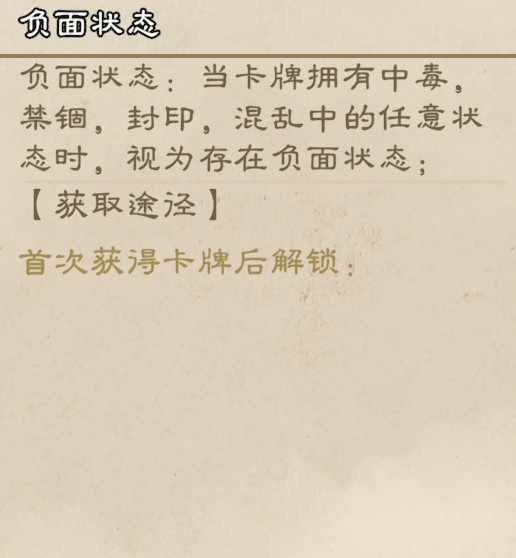 负面状态
负面状态：当卡牌拥有中毒，
禁锢，封印，混乱中的任意状
态时，视为存在负面状态；
【获取途径】
首次获得卡牌后解锁：